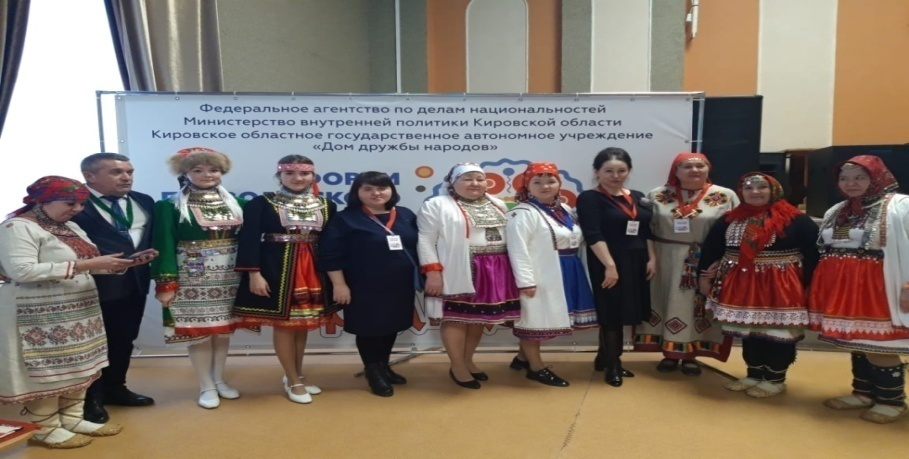 Федеральное агентство по делам национальностей
Министерство внутренней политики Кировской области
Кировское областное государственное автономное учреждение
«Дом дружбы народов»